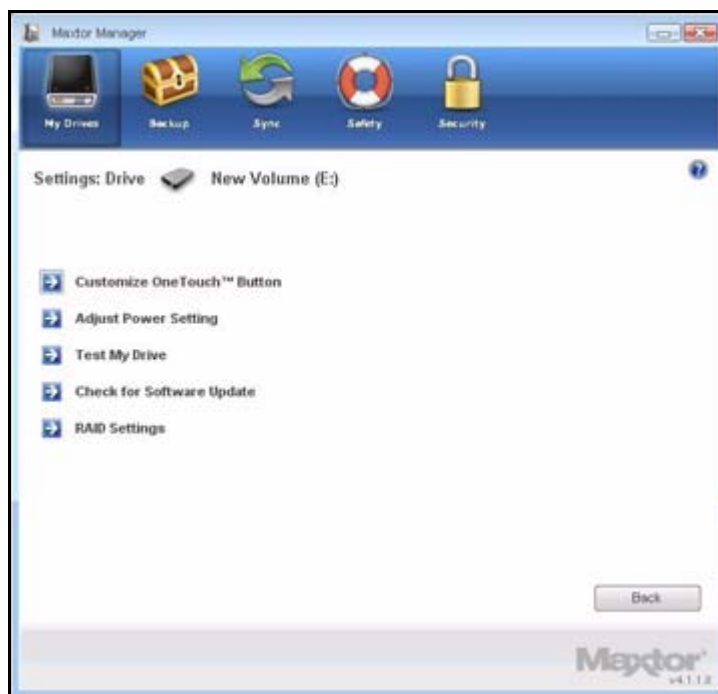 Maxtor Manager
My Drives Backup Sync Safety Security
Settings: Drive New Volume (E:)
Customize OneTouch™ Button
Adjust Power Setting
Test My Drive
Check for Software Update
RAID Settings
Back
Maxtor